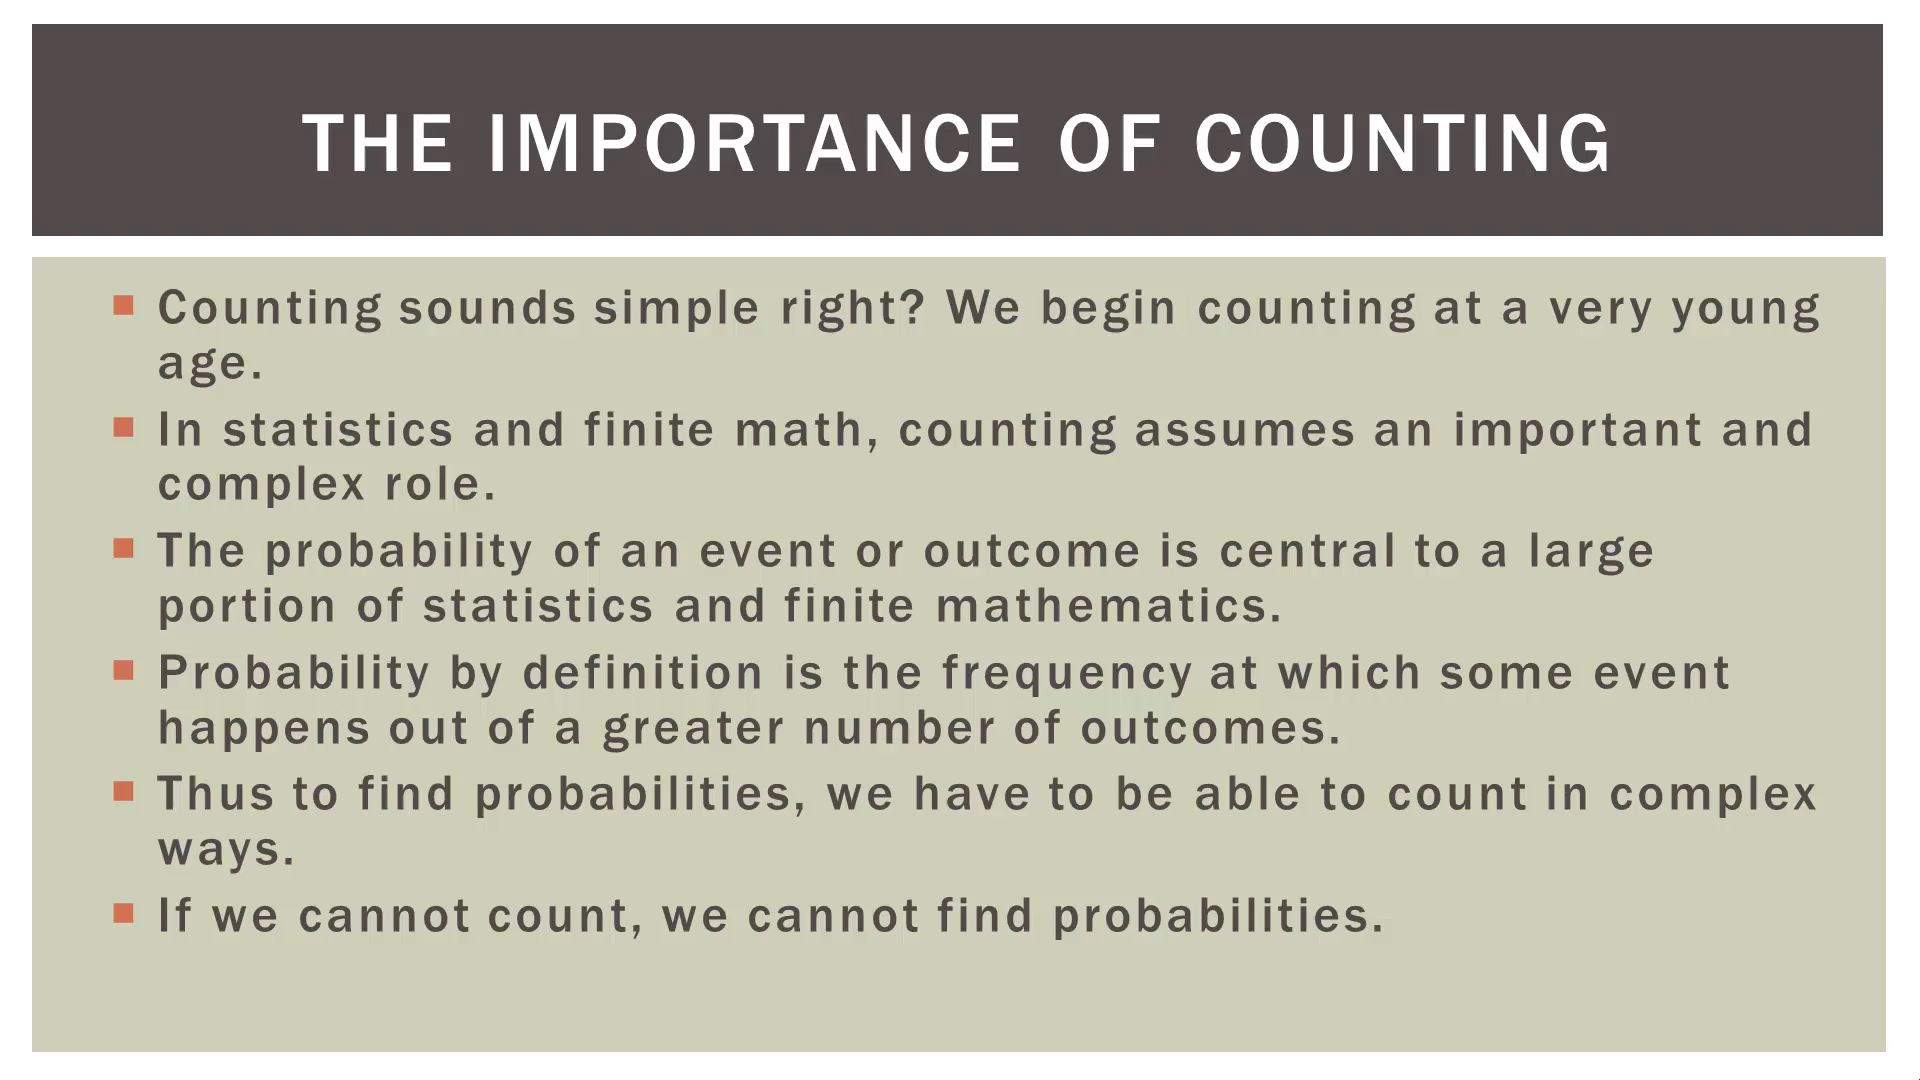 THE IMPORTANCE OF COUNTING
Counting sounds simple right? We begin counting at a very young
age.
In statistics and finite math, counting assumes an important and
complex role.
The probability of an event or outcome is central to a large
portion of statistics and finite mathematics.
Probability by definition is the frequency at which some event
happens out of a greater number of outcomes.
Thus to find probabilities, we have to be able to count in complex
ways.
If we cannot count, we cannot find probabilities.